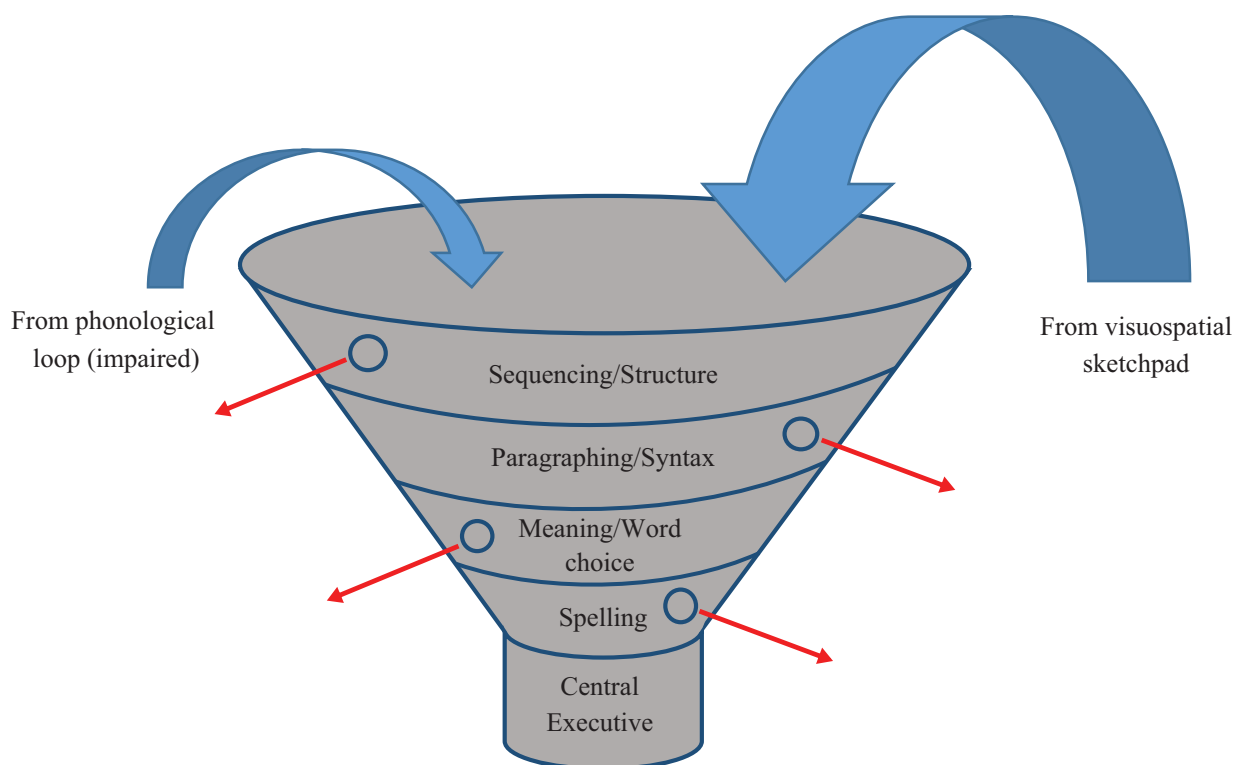 From phonological
loop (impaired)
From visuospatial
sketchpad
Sequencing/Structure
Paragraphing/Syntax
Meaning/Word
choice
Spelling
Central
Executive